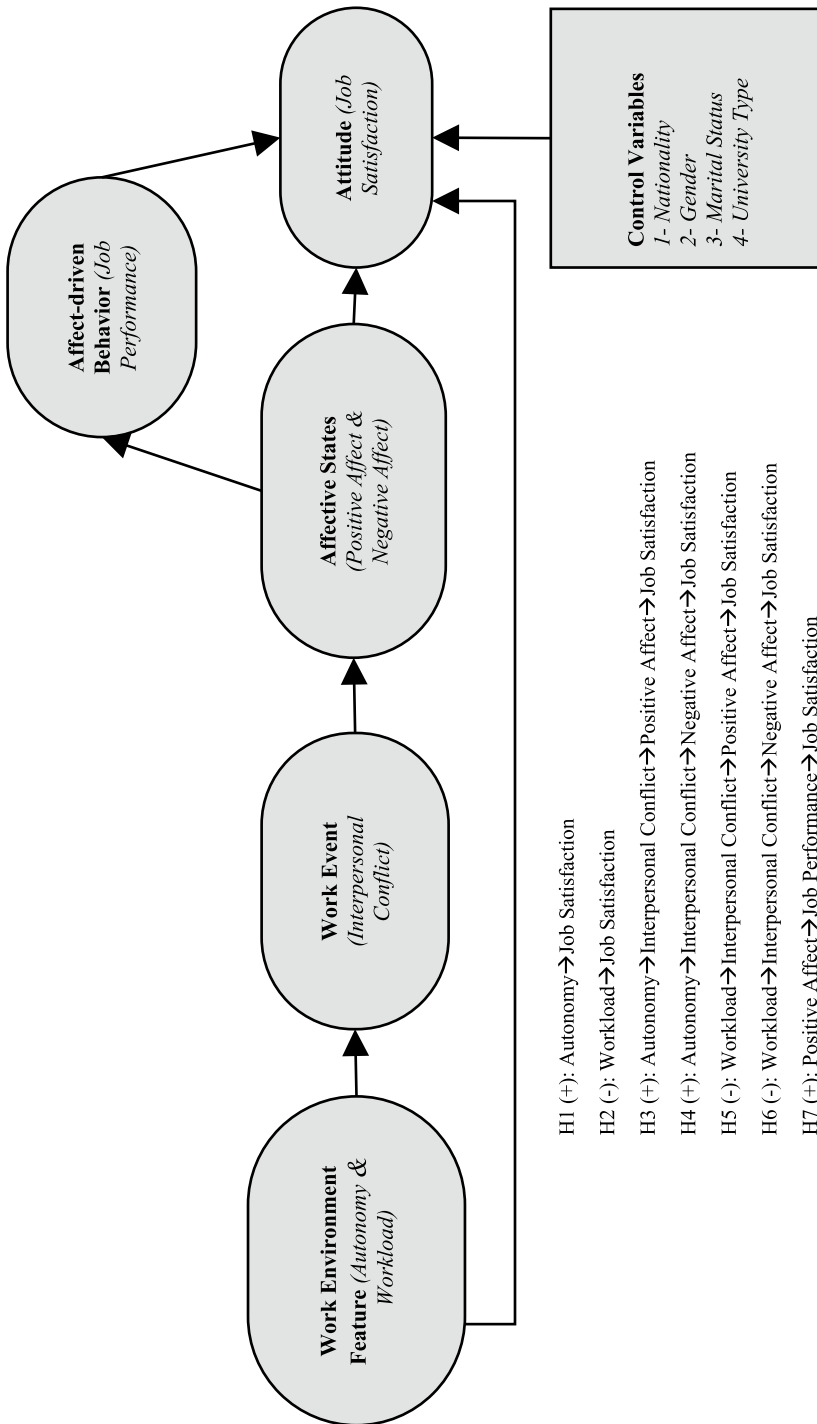 Work Environment
Feature (Autonomy &
Workload)
Work Event
(Interpersonal
Conflict)
Affective States
(Positive Affect &
Negative Affect)
Affect-driven
Behavior (Job
Performance)
Attitude (Job
Satisfaction)
Control Variables
1- Nationality
2- Gender
3- Marital Status
4- University Type
H1 (+): Autonomy→Job Satisfaction
H2 (-): Workload→Job Satisfaction
H3 (+): Autonomy→Interpersonal Conflict→Positive Affect→Job Satisfaction
H4 (+): Autonomy→Interpersonal Conflict→Negative Affect→Job Satisfaction
H5 (-): Workload→Interpersonal Conflict→Positive Affect→Job Satisfaction
H6 (-): Workload→Interpersonal Conflict→Negative Affect→Job Satisfaction
H7 (+): Positive Affect→Job Performance→Job Satisfaction